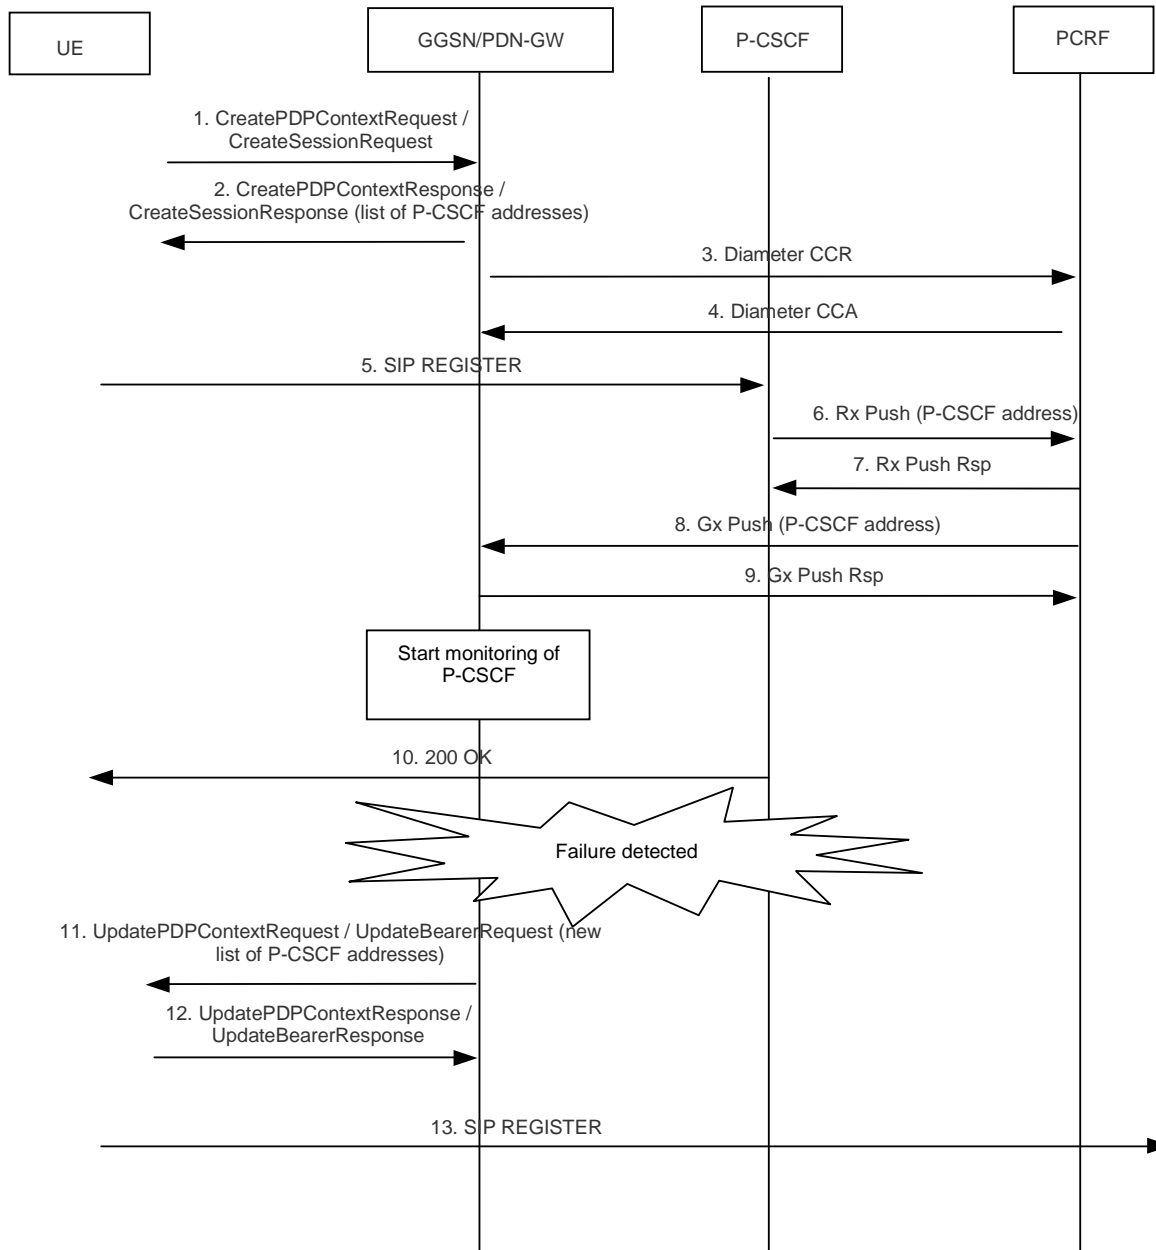 UE
GGSN/PDN-GW
P-CSCF
PCRF
1. CreatePDPContextRequest /
CreateSessionRequest
2. CreatePDPContextResponse /
CreateSessionResponse (list of P-CSCF addresses)
3. Diameter CCR
4. Diameter CCA
5. SIP REGISTER
6. Rx Push (P-CSCF address)
7. Rx Push Rsp
8. Gx Push (P-CSCF address)
9. Gx Push Rsp
Start monitoring of
P-CSCF
10. 200 OK
Failure detected
11. UpdatePDPContextRequest / UpdateBearerRequest (new
list of P-CSCF addresses)
12. UpdatePDPContextResponse /
UpdateBearerResponse
13. SIP REGISTER